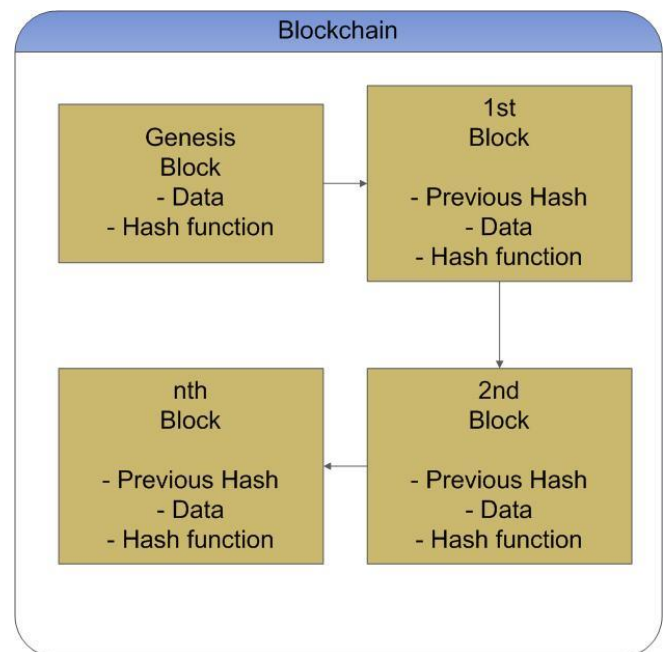 Blockchain
Genesis
Block
- Data
- Hash function
1st
Block
- Previous Hash
- Data
- Hash function
2nd
Block
- Previous Hash
- Data
- Hash function
nth
Block
- Previous Hash
- Data
- Hash function